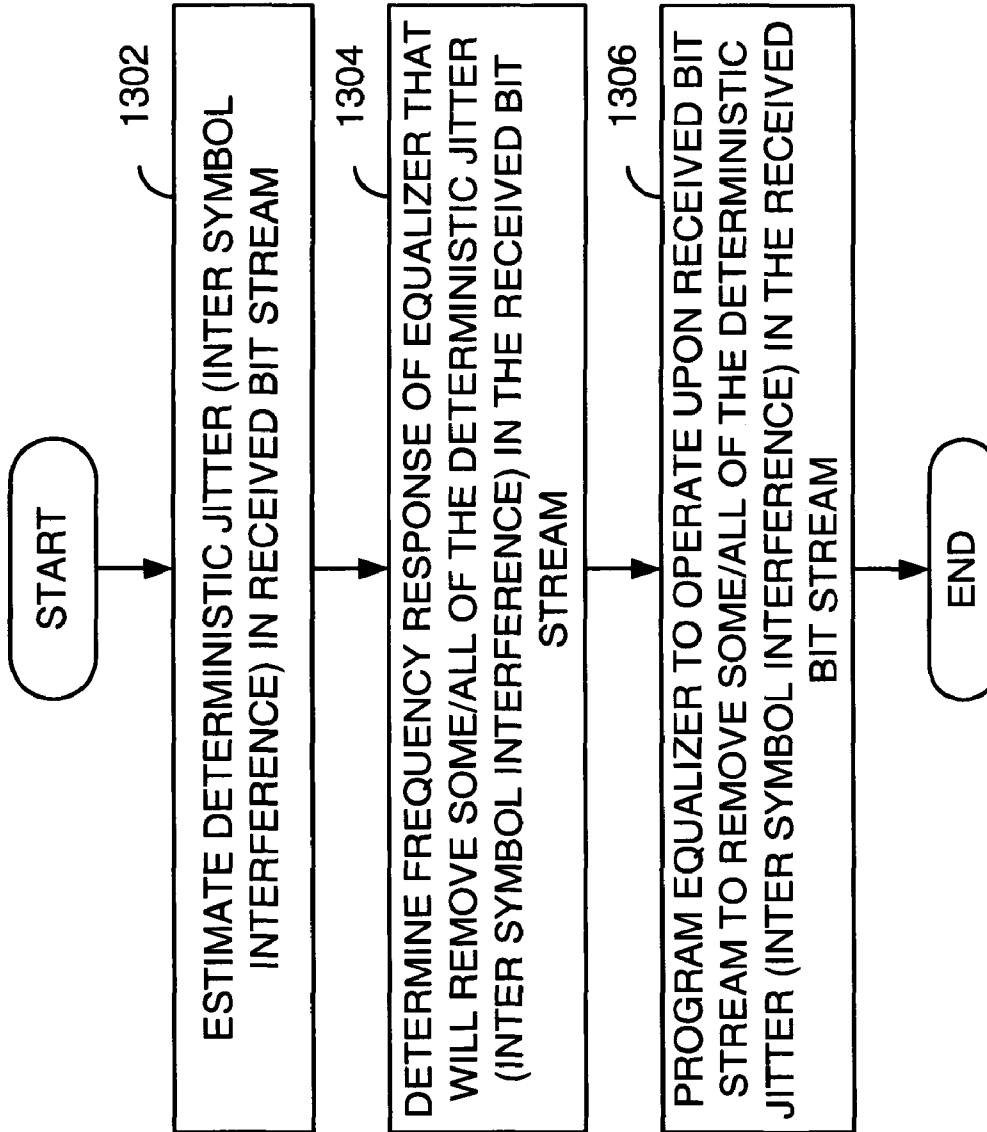 START
1302
ESTIMATE DETERMINISTIC JITTER (INTER SYMBOL
INTERFERENCE) IN RECEIVED BIT STREAM
1304
DETERMINE FREQUENCY RESPONSE OF EQUALIZER THAT
WILL REMOVE SOME/ALL OF THE DETERMINISTIC JITTER
(INTER SYMBOL INTERFERENCE) IN THE RECEIVED BIT
STREAM
1306
PROGRAM EQUALIZER TO OPERATE UPON RECEIVED BIT
STREAM TO REMOVE SOME/ALL OF THE DETERMINISTIC
JITTER (INTER SYMBOL INTERFERENCE) IN THE RECEIVED
BIT STREAM
END